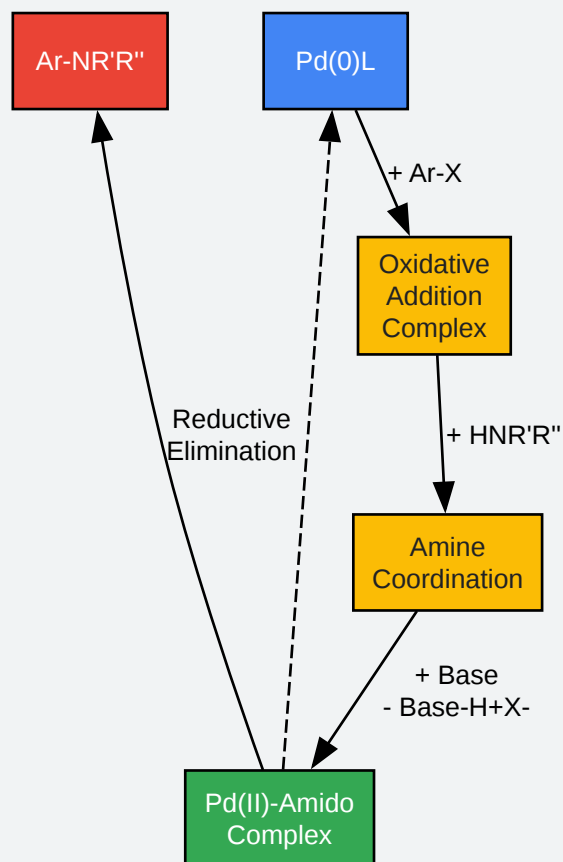 Ar-NR'R"
Pd(0)L
+ Ar-X
Oxidative
Addition
Complex
Reductive
Elimination
+ HNR'R"
Amine
Coordination
+ Base
- Base-H+X-
Pd(II)-Amido
Complex